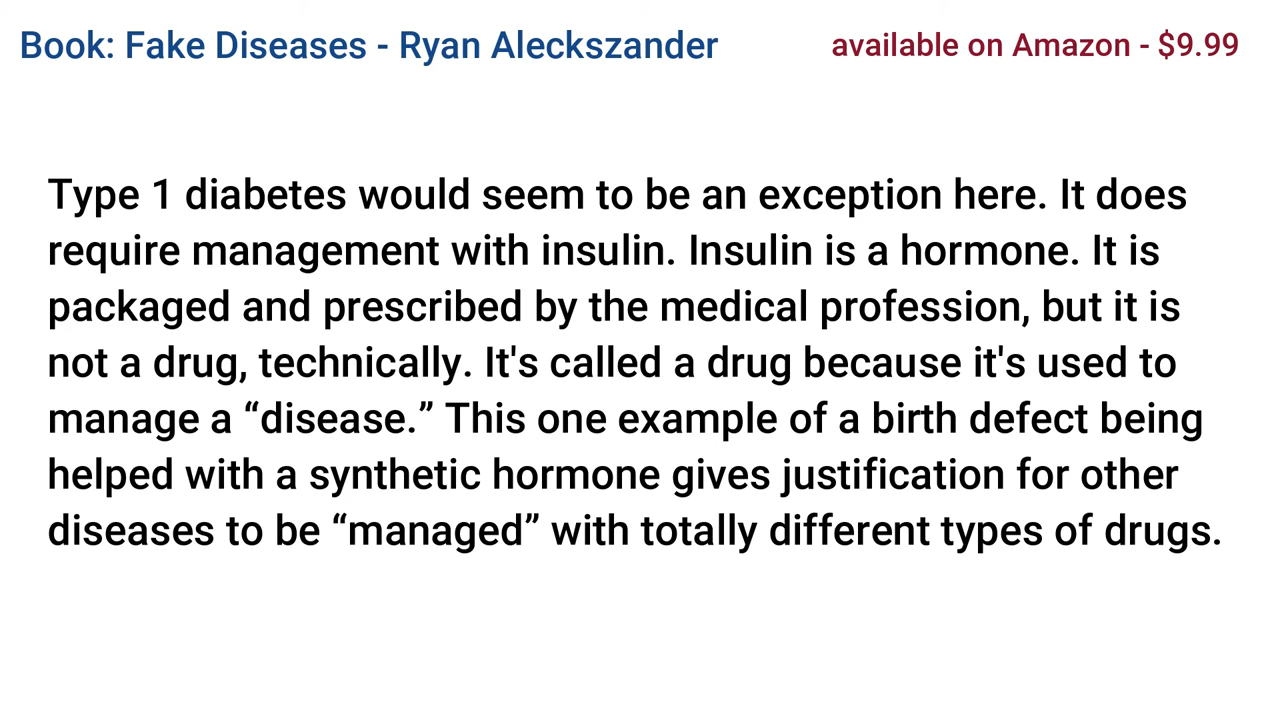 Book: Fake Diseases - Ryan Aleckszander
available on Amazon - $9.99
Type 1 diabetes would seem to be an exception here. It does
require management with insulin. Insulin is a hormone. It is
packaged and prescribed by the medical profession, but it is
not a drug, technically. It's called a drug because it's used to
manage a “disease.” This one example of a birth defect being
helped with a synthetic hormone gives justification for other
diseases to be “managed” with totally different types of drugs.